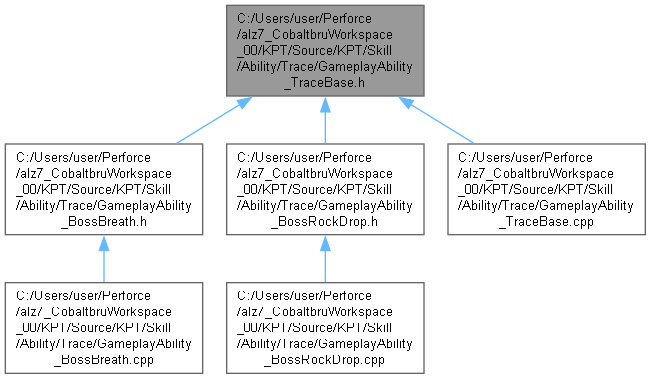 C:/Users/user/Perforce
/alz7_CobaltbruWorkspace
_00/KPT/Source/KPT/Skill
/Ability/Trace/GameplayAbility
_TraceBase.h
C:/Users/user/Perforce
/alz7_CobaltbruWorkspace
_00/KPT/Source/KPT/Skill
/Ability/Trace/GameplayAbility
_BossBreath.h
C:/Users/user/Perforce
/alz7_CobaltbruWorkspace
_00/KPT/Source/KPT/Skill
/Ability/Trace/GameplayAbility
_BossRockDrop.h
C:/Users/user/Perforce
/alz7_CobaltbruWorkspace
_00/KPT/Source/KPT/Skill
/Ability/Trace/GameplayAbility
_TraceBase.cpp
C:/Users/user/Perforce
/alz7_CobaltbruWorkspace
_00/KPT/Source/KPT/Skill
/Ability/Trace/GameplayAbility
_BossBreath.cpp
C:/Users/user/Perforce
/alz7_CobaltbruWorkspace
_00/KPT/Source/KPT/Skill
/Ability/Trace/GameplayAbility
_BossRockDrop.cpp